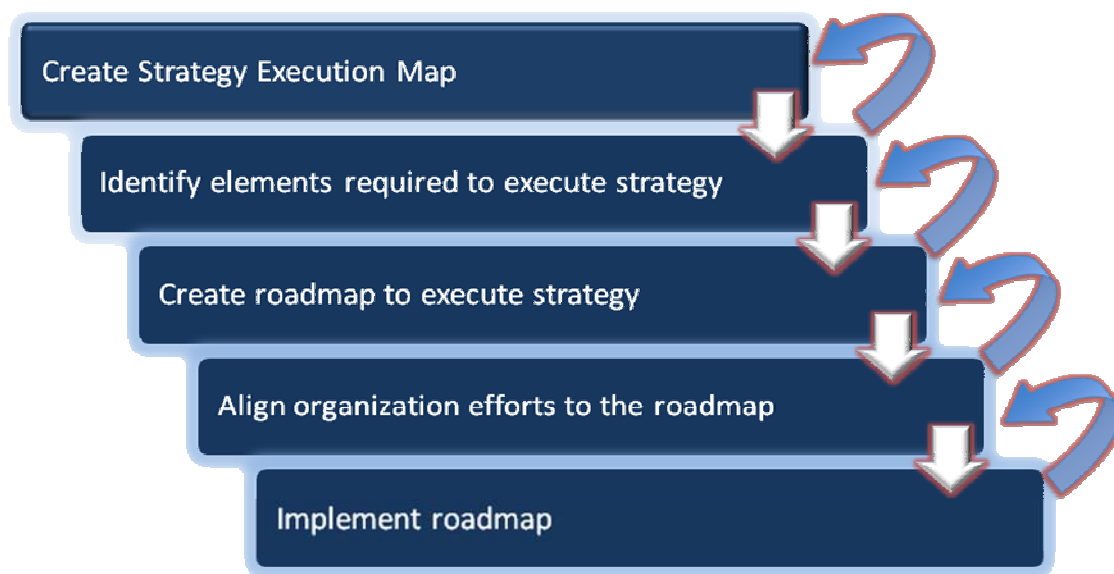 Create Strategy Execution Map
Identify elements required to execute strategy
Create roadmap to execute strategy
Align organization efforts to the roadmap
Implement roadmap